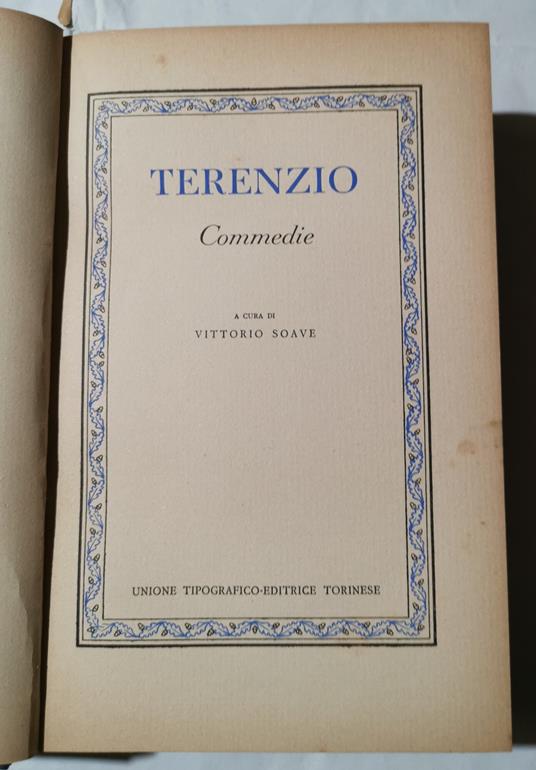 TERENZIO
Commedie
A CURA DI
VITTORIO SOAVE
UNIONE TIPOGRAFICO-EDITRICE TORINESE